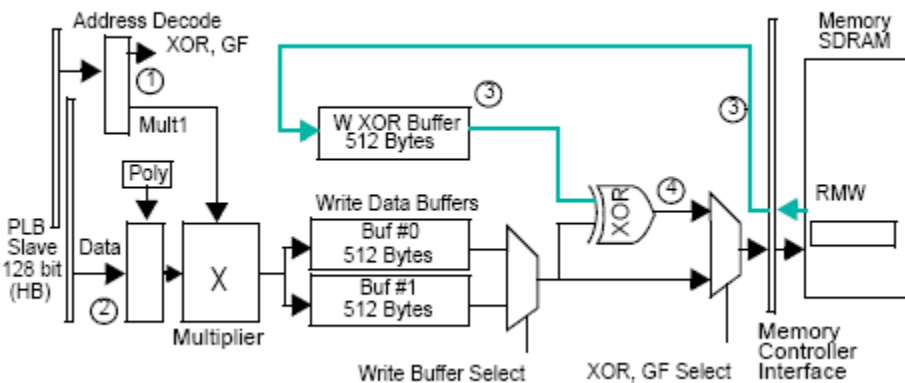 Address Decode
XOR, GF
Memory
SDRAM
1
3
3
Mult1
W XOR Buffer
512 Bytes
Poly
XOR
4
RMW
PLB
Slave
128 bit
(HB)
Data
2
X
Multiplier
Write Data Buffers
Buf #0
512 Bytes
Buf #1
512 Bytes
Write Buffer Select
XOR, GF Select
Memory
Controller
Interface